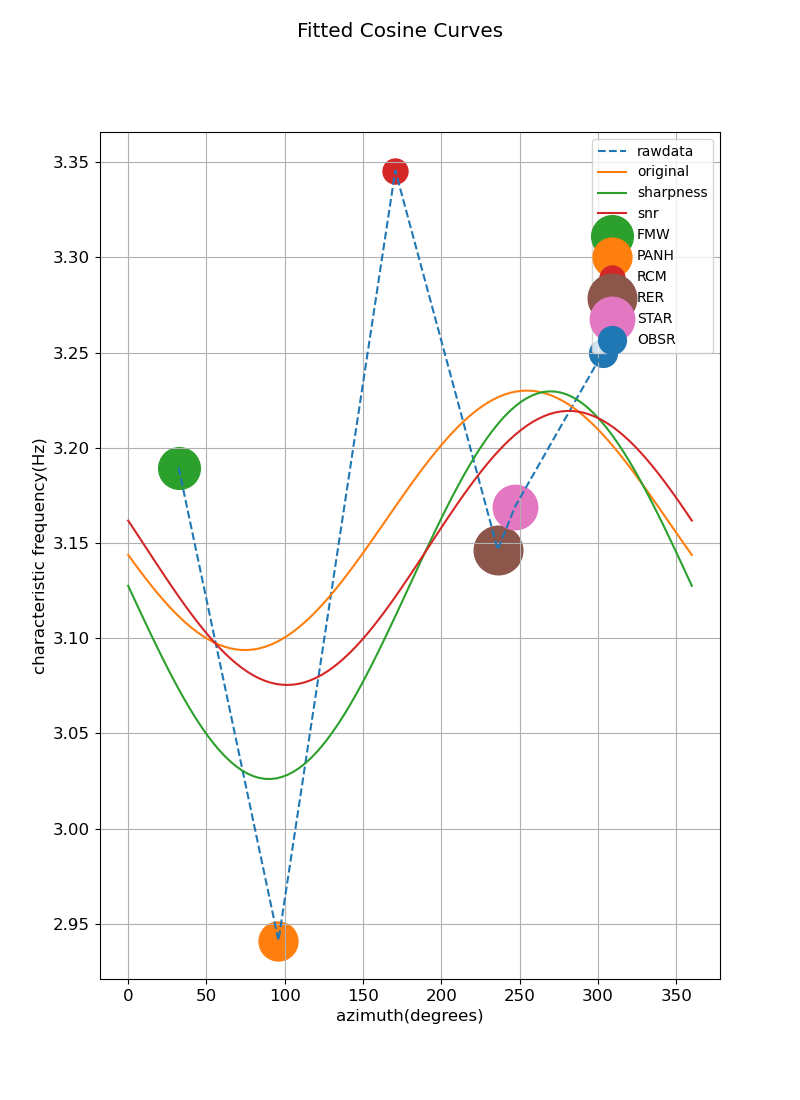 Fitted Cosine Curves
3.35
3.30
3.25
3.20
3.15
3.10
3.05
3.00
2.95
characteristic frequency(Hz)
rawdata
original
sharpness
snr
FMW
PANH
RCM
RER
STAR
OBSR
0 50 100 150 200 250 300 350
azimuth(degrees)